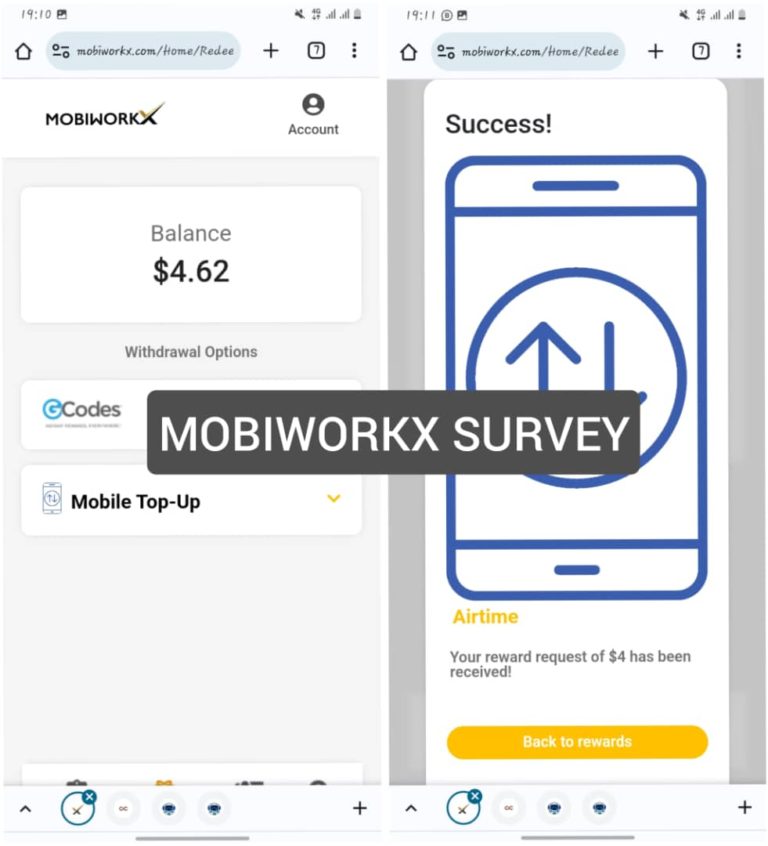 19:10
mobiworkx.com/Home/Redee
7
MOBIWORKX
Account
Balance
$4.62
Withdrawal Options
GCodes
Mobile Top-Up
19:11
mobiworkx.com/Home/Redee
7
Success!
MOBIWORKX SURVEY
Airtime
Your reward request of $4 has been
received!
Back to rewards